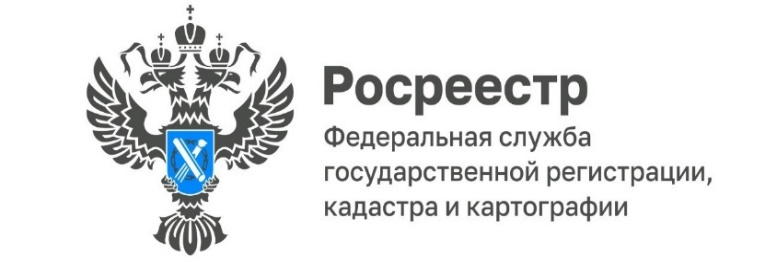 Росреестр
Федеральная служба
государственной регистрации,
кадастра и картографии